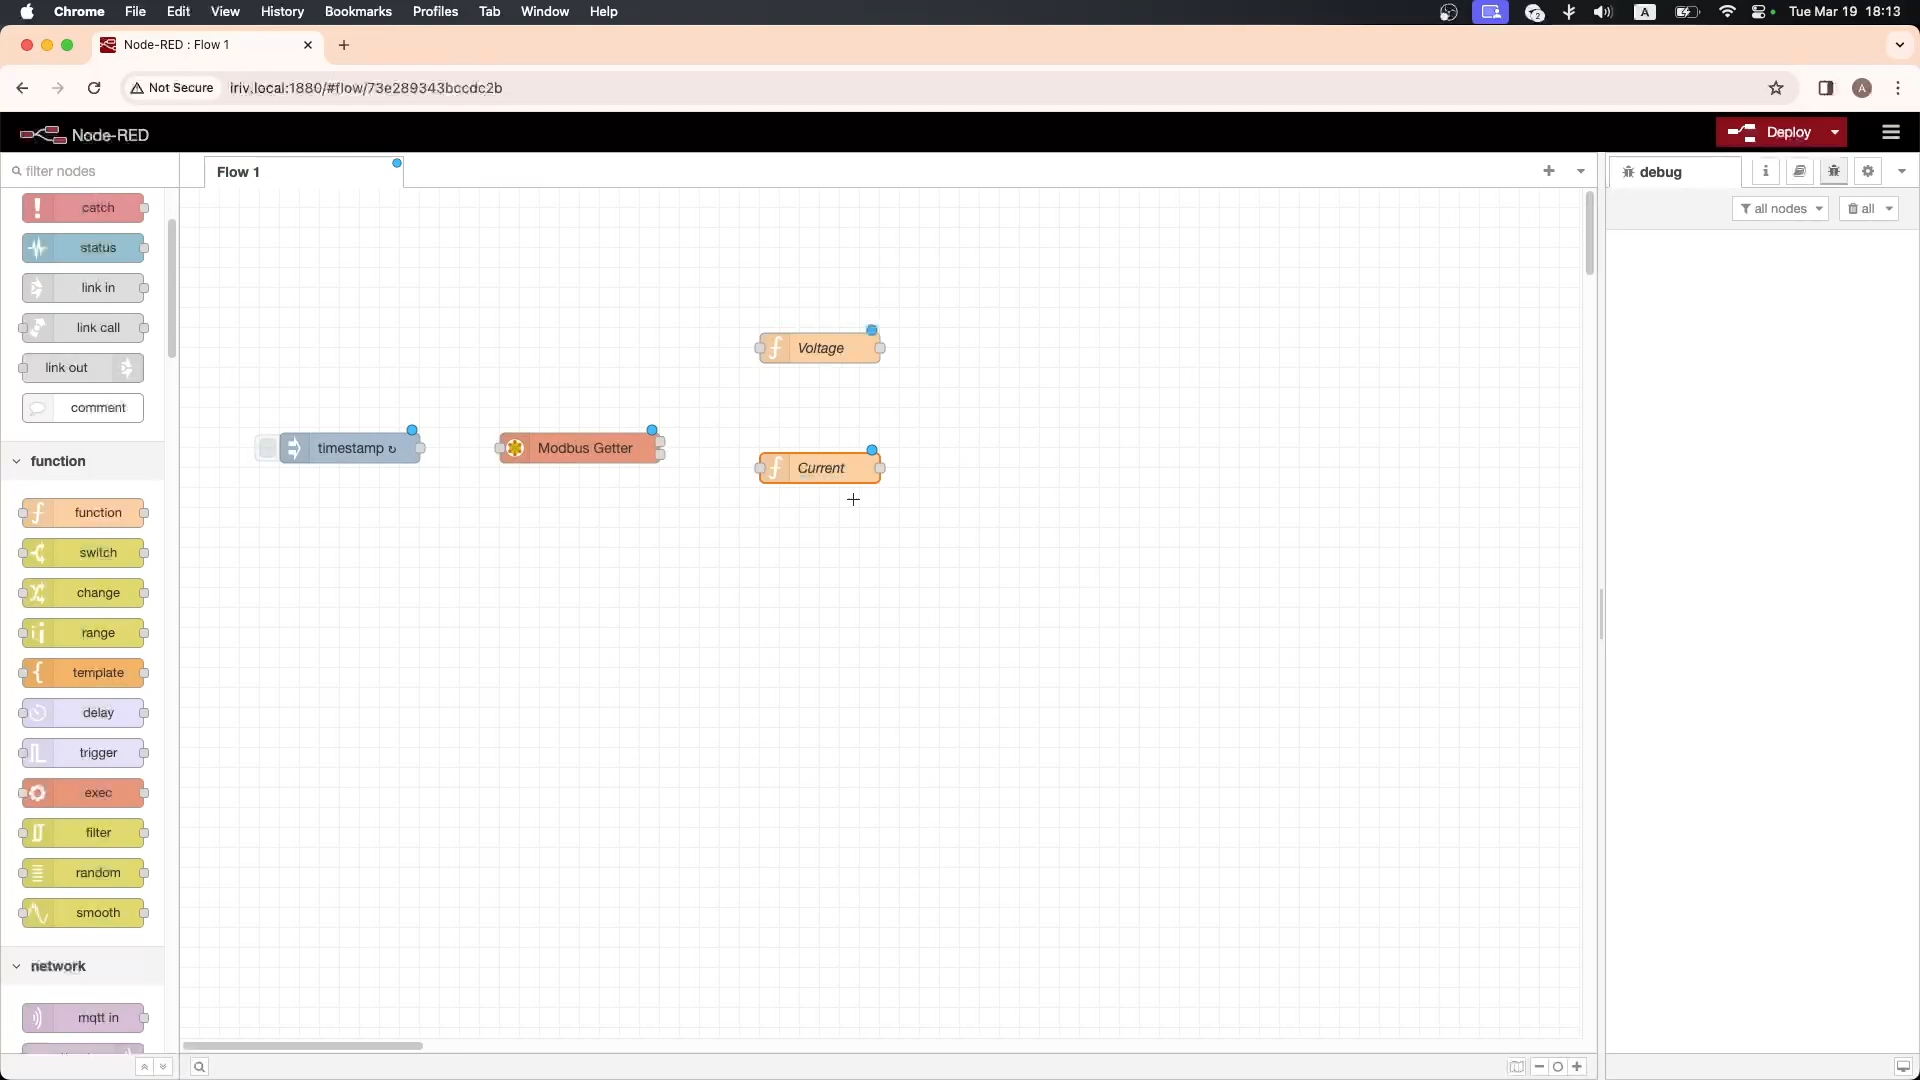 Chrome File Edit View History Bookmarks Profiles Tab Window Help
2 A Tue Mar 19 18:13
Node-RED : Flow 1
Not Secure iriv.local:1880/#flow/73e289343bccdc2b
A
Node-RED
Deploy
filter nodes
Flow 1
debug
all nodes
all
catch
status
link in
link call
link out
comment
function
function
switch
change
range
template
delay
trigger
exec
filter
random
smooth
network
mqtt in
Voltage
timestamp ↻
Modbus Getter
Current